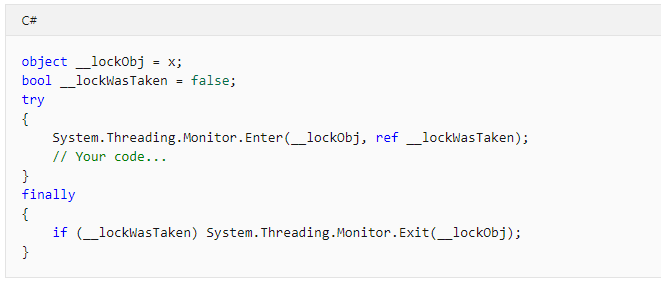 C#
object __lockObj = x;
bool __lockWasTaken = false;
try
{
    System.Threading.Monitor.Enter(__lockObj, ref __lockWasTaken);
    // Your code...
}
finally
{
    if (__lockWasTaken) System.Threading.Monitor.Exit(__lockObj);
}